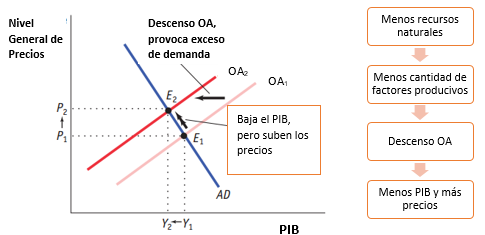 Nivel
General de
Precios
Descenso OA,
provoca exceso
de demanda
OA₂
OA₁
E₂
P₂
P₁
Baja el PIB,
pero suben los
precios
E₁
AD
Y₂←Y₁
PIB
Menos recursos
naturales
Menos cantidad de
factores producivos
Descenso OA
Menos PIB y más
precios